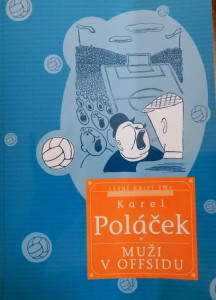 Karel
Poláček
MUŽI
V OFFSIDU